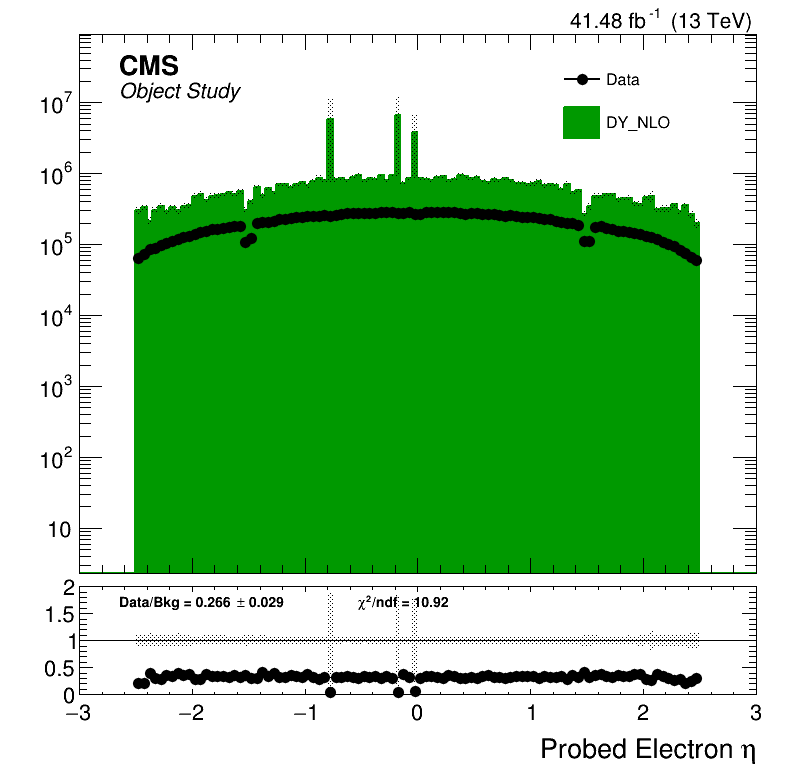 41.48 fb⁻¹ (13 TeV)
CMS
Object Study
Data
DY_NLO
10⁷
10⁶
10⁵
10⁴
10³
10²
10
2
1.5
1
0.5
0
Data/Bkg = 0.266 ± 0.029
χ²/ndf = 10.92
−3 −2 −1 0 1 2 3
Probed Electron η